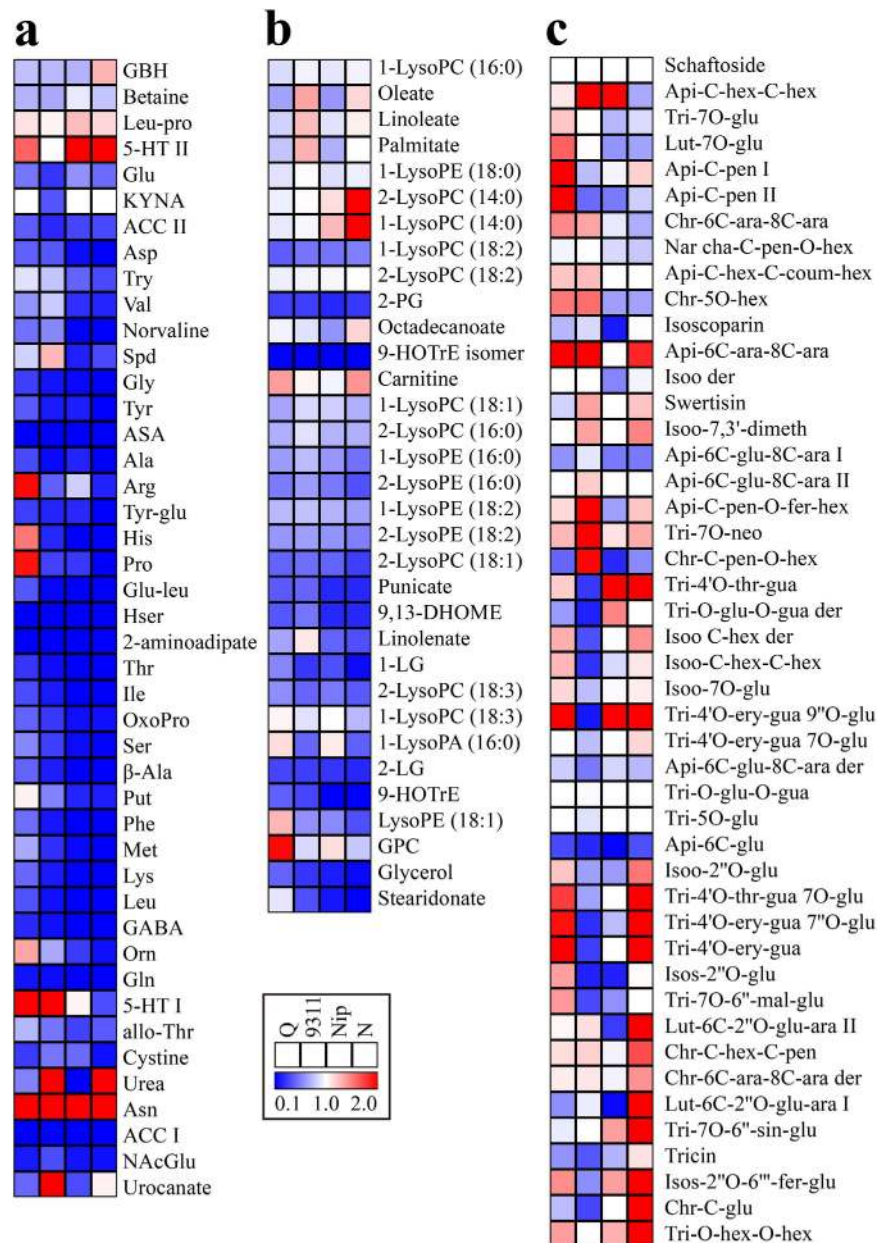 a
GBH
Betaine
Leu-pro
5-HT II
Glu
KYNA
ACC II
Asp
Try
Val
Norvaline
Spd
Gly
Tyr
ASA
Ala
Arg
Tyr-glu
His
Pro
Glu-leu
Hser
2-aminoadipate
Thr
Ile
OxoPro
Ser
β-Ala
Put
Phe
Met
Lys
Leu
GABA
Orn
Gln
5-HT I
allo-Thr
Cystine
Urea
Asn
ACC I
NAcGlu
Urocanate
b
1-LysoPC (16:0)
Oleate
Linoleate
Palmitate
1-LysoPE (18:0)
2-LysoPC (14:0)
1-LysoPC (14:0)
1-LysoPC (18:2)
2-LysoPC (18:2)
2-PG
Octadecanoate
9-HOTrE isomer
Carnitine
1-LysoPC (18:1)
2-LysoPC (16:0)
1-LysoPE (16:0)
2-LysoPE (16:0)
1-LysoPE (18:2)
2-LysoPE (18:2)
2-LysoPC (18:1)
Punicate
9,13-DHOME
Linolenate
1-LG
2-LysoPC (18:3)
1-LysoPC (18:3)
1-LysoPA (16:0)
2-LG
9-HOTrE
LysoPE (18:1)
GPC
Glycerol
Stearidonate
Q 9311 Nip N
0.1 1.0 2.0
c
Schaftoside
Api-C-hex-C-hex
Tri-7O-glu
Lut-7O-glu
Api-C-pen I
Api-C-pen II
Chr-6C-ara-8C-ara
Nar cha-C-pen-O-hex
Api-C-hex-C-coum-hex
Chr-5O-hex
Isoscoparin
Api-6C-ara-8C-ara
Isoo der
Swertisin
Isoo-7,3'-dimeth
Api-6C-glu-8C-ara I
Api-6C-glu-8C-ara II
Api-C-pen-O-fer-hex
Tri-7O-neo
Chr-C-pen-O-hex
Tri-4'O-thr-gua
Tri-O-glu-O-gua der
Isoo C-hex der
Isoo-C-hex-C-hex
Isoo-7O-glu
Tri-4'O-ery-gua 9"O-glu
Tri-4'O-ery-gua 7O-glu
Api-6C-glu-8C-ara der
Tri-O-glu-O-gua
Tri-5O-glu
Api-6C-glu
Isoo-2"O-glu
Tri-4'O-thr-gua 7O-glu
Tri-4'O-ery-gua 7"O-glu
Tri-4'O-ery-gua
Isos-2"O-glu
Tri-7O-6"-mal-glu
Lut-6C-2"O-glu-ara II
Chr-C-hex-C-pen
Chr-6C-ara-8C-ara der
Lut-6C-2"O-glu-ara I
Tri-7O-6"-sin-glu
Tricin
Isos-2"O-6'"-fer-glu
Chr-C-glu
Tri-O-hex-O-hex